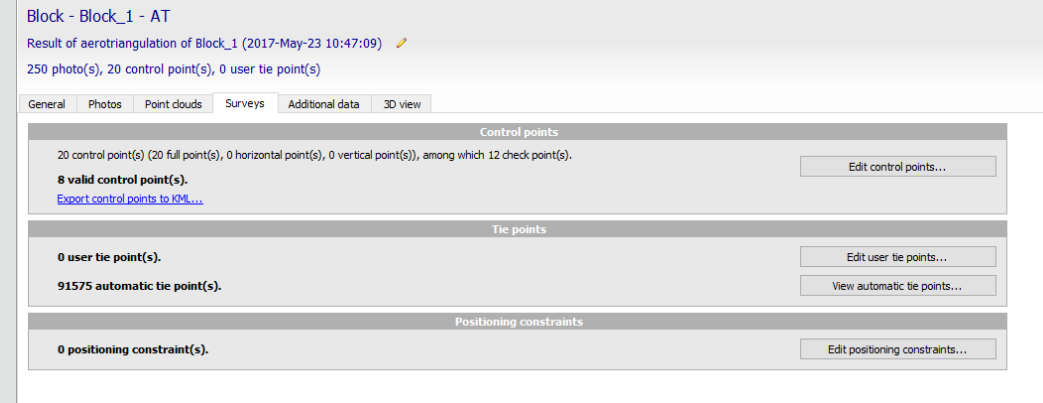 Block - Block_1 - AT
Result of aerotriangulation of Block_1 (2017-May-23 10:47:09)
250 photo(s), 20 control point(s), 0 user tie point(s)
General Photos Point clouds Surveys Additional data 3D view
Control points
20 control point(s) (20 full point(s), 0 horizontal point(s), 0 vertical point(s)), among which 12 check point(s).
Edit control points...
8 valid control point(s).
Export control points to KML...
Tie points
0 user tie point(s).
Edit user tie points...
91575 automatic tie point(s).
View automatic tie points...
Positioning constraints
0 positioning constraint(s).
Edit positioning constraints...